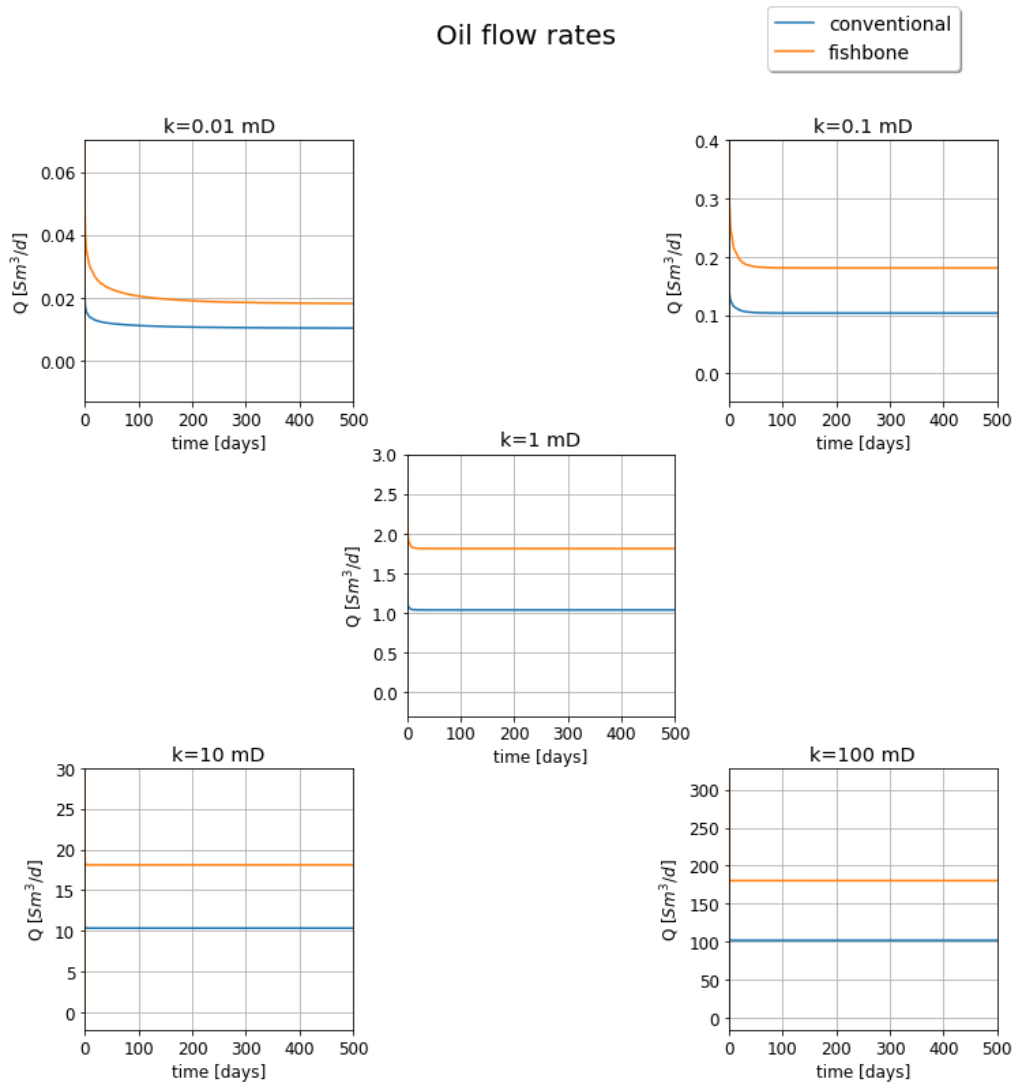 Oil flow rates
conventional
fishbone
k=0.01 mD
0.06
0.04
0.02
0.00
Q [Sm³/d]
0 100 200 300 400 500
time [days]
k=0.1 mD
0.4
0.3
0.2
0.1
0.0
Q [Sm³/d]
0 100 200 300 400 500
time [days]
k=1 mD
3.0
2.5
2.0
1.5
1.0
0.5
0.0
Q [Sm³/d]
0 100 200 300 400 500
time [days]
k=10 mD
30
25
20
15
10
5
0
Q [Sm³/d]
0 100 200 300 400 500
time [days]
k=100 mD
300
250
200
150
100
50
0
Q [Sm³/d]
0 100 200 300 400 500
time [days]